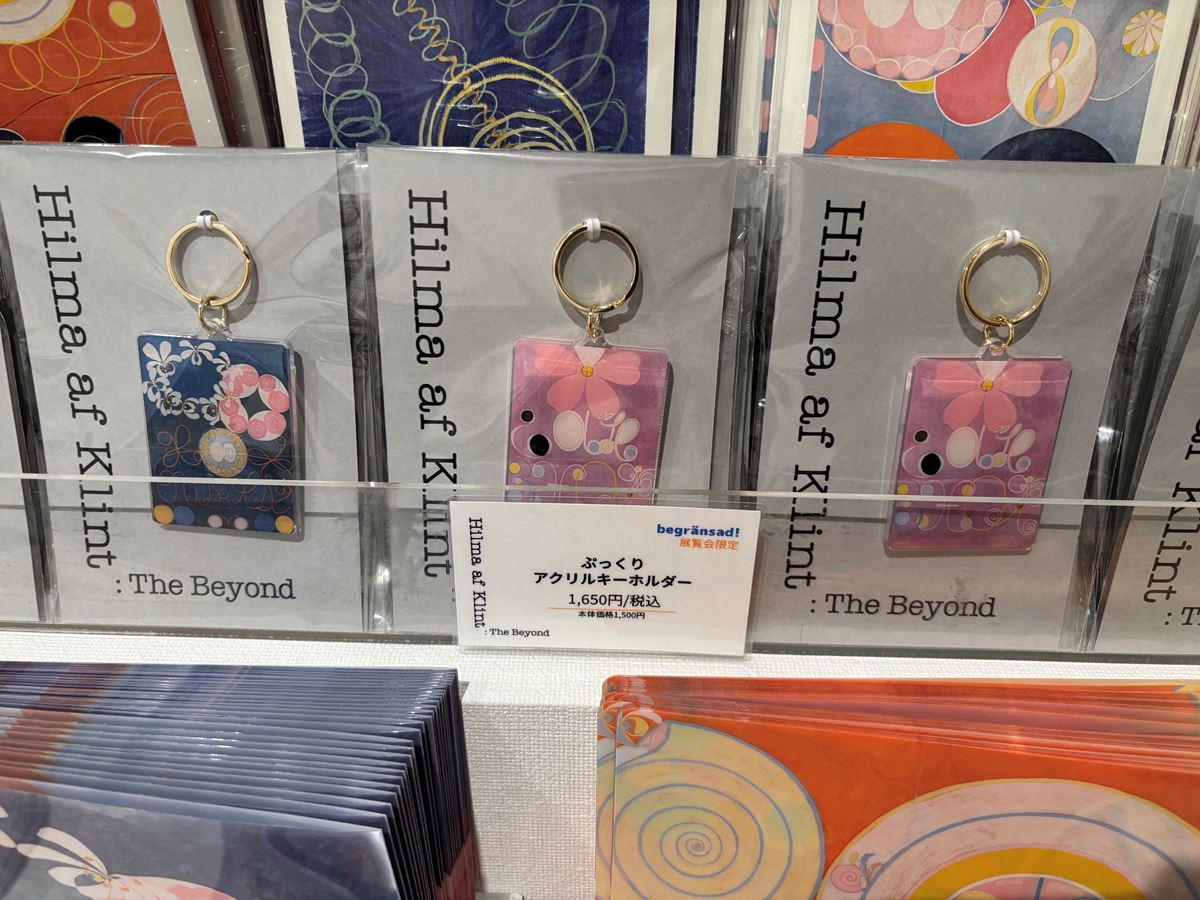 Hilma af Klint
: The Beyond
Hilma af Klint
Hilma af Klint
: The Beyond
Klint
begränsad!
展覧会限定
ぷっくり
アクリルキーホルダー
1,650円/税込
本体価格1,500円
Hilma af Klint
: The Beyond